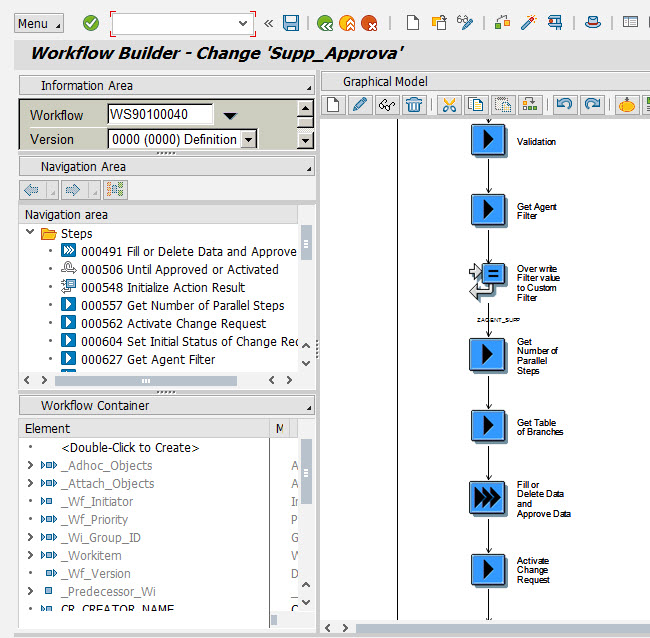 Menu
Workflow Builder - Change 'Supp_Approva'
Information Area
Workflow WS90100040
Version 0000 (0000) Definition
Navigation Area
Navigation area
Steps
000491 Fill or Delete Data and Approve
000506 Until Approved or Activated
000548 Initialize Action Result
000557 Get Number of Parallel Steps
000562 Activate Change Request
000604 Set Initial Status of Change Rec
000627 Get Agent Filter
Workflow Container
Element M
<Double-Click to Create>
_Adhoc_Objects A
_Attach_Objects A
_Wf_Initiator In
_Wf_Priority P
_Wi_Group_ID G
_Workitem W
_Wf_Version D
_Predecessor_Wi _
CR_CREATOR_NAME C
Graphical Model
Validation
Get Agent
Filter
Over write
Filter value
to Custom
Filter
ZAGENT_SUPP
Get
Number of
Parallel
Steps
Get Table
of Branches
Fill or
Delete Data
and
Approve Data
Activate
Change
Request